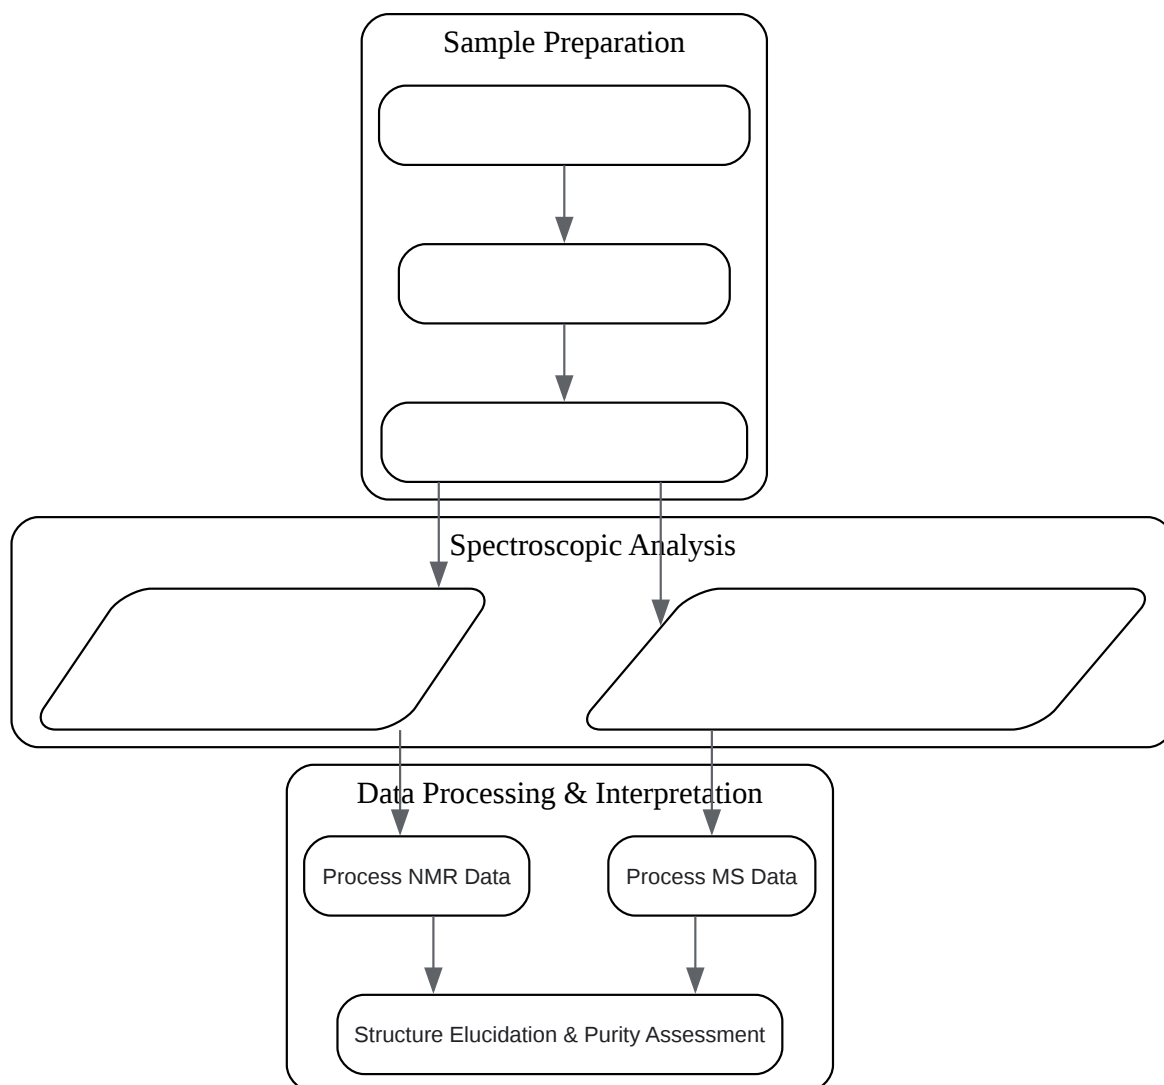 Sample Preparation
Spectroscopic Analysis
Data Processing & Interpretation
Process NMR Data
Process MS Data
Structure Elucidation & Purity Assessment